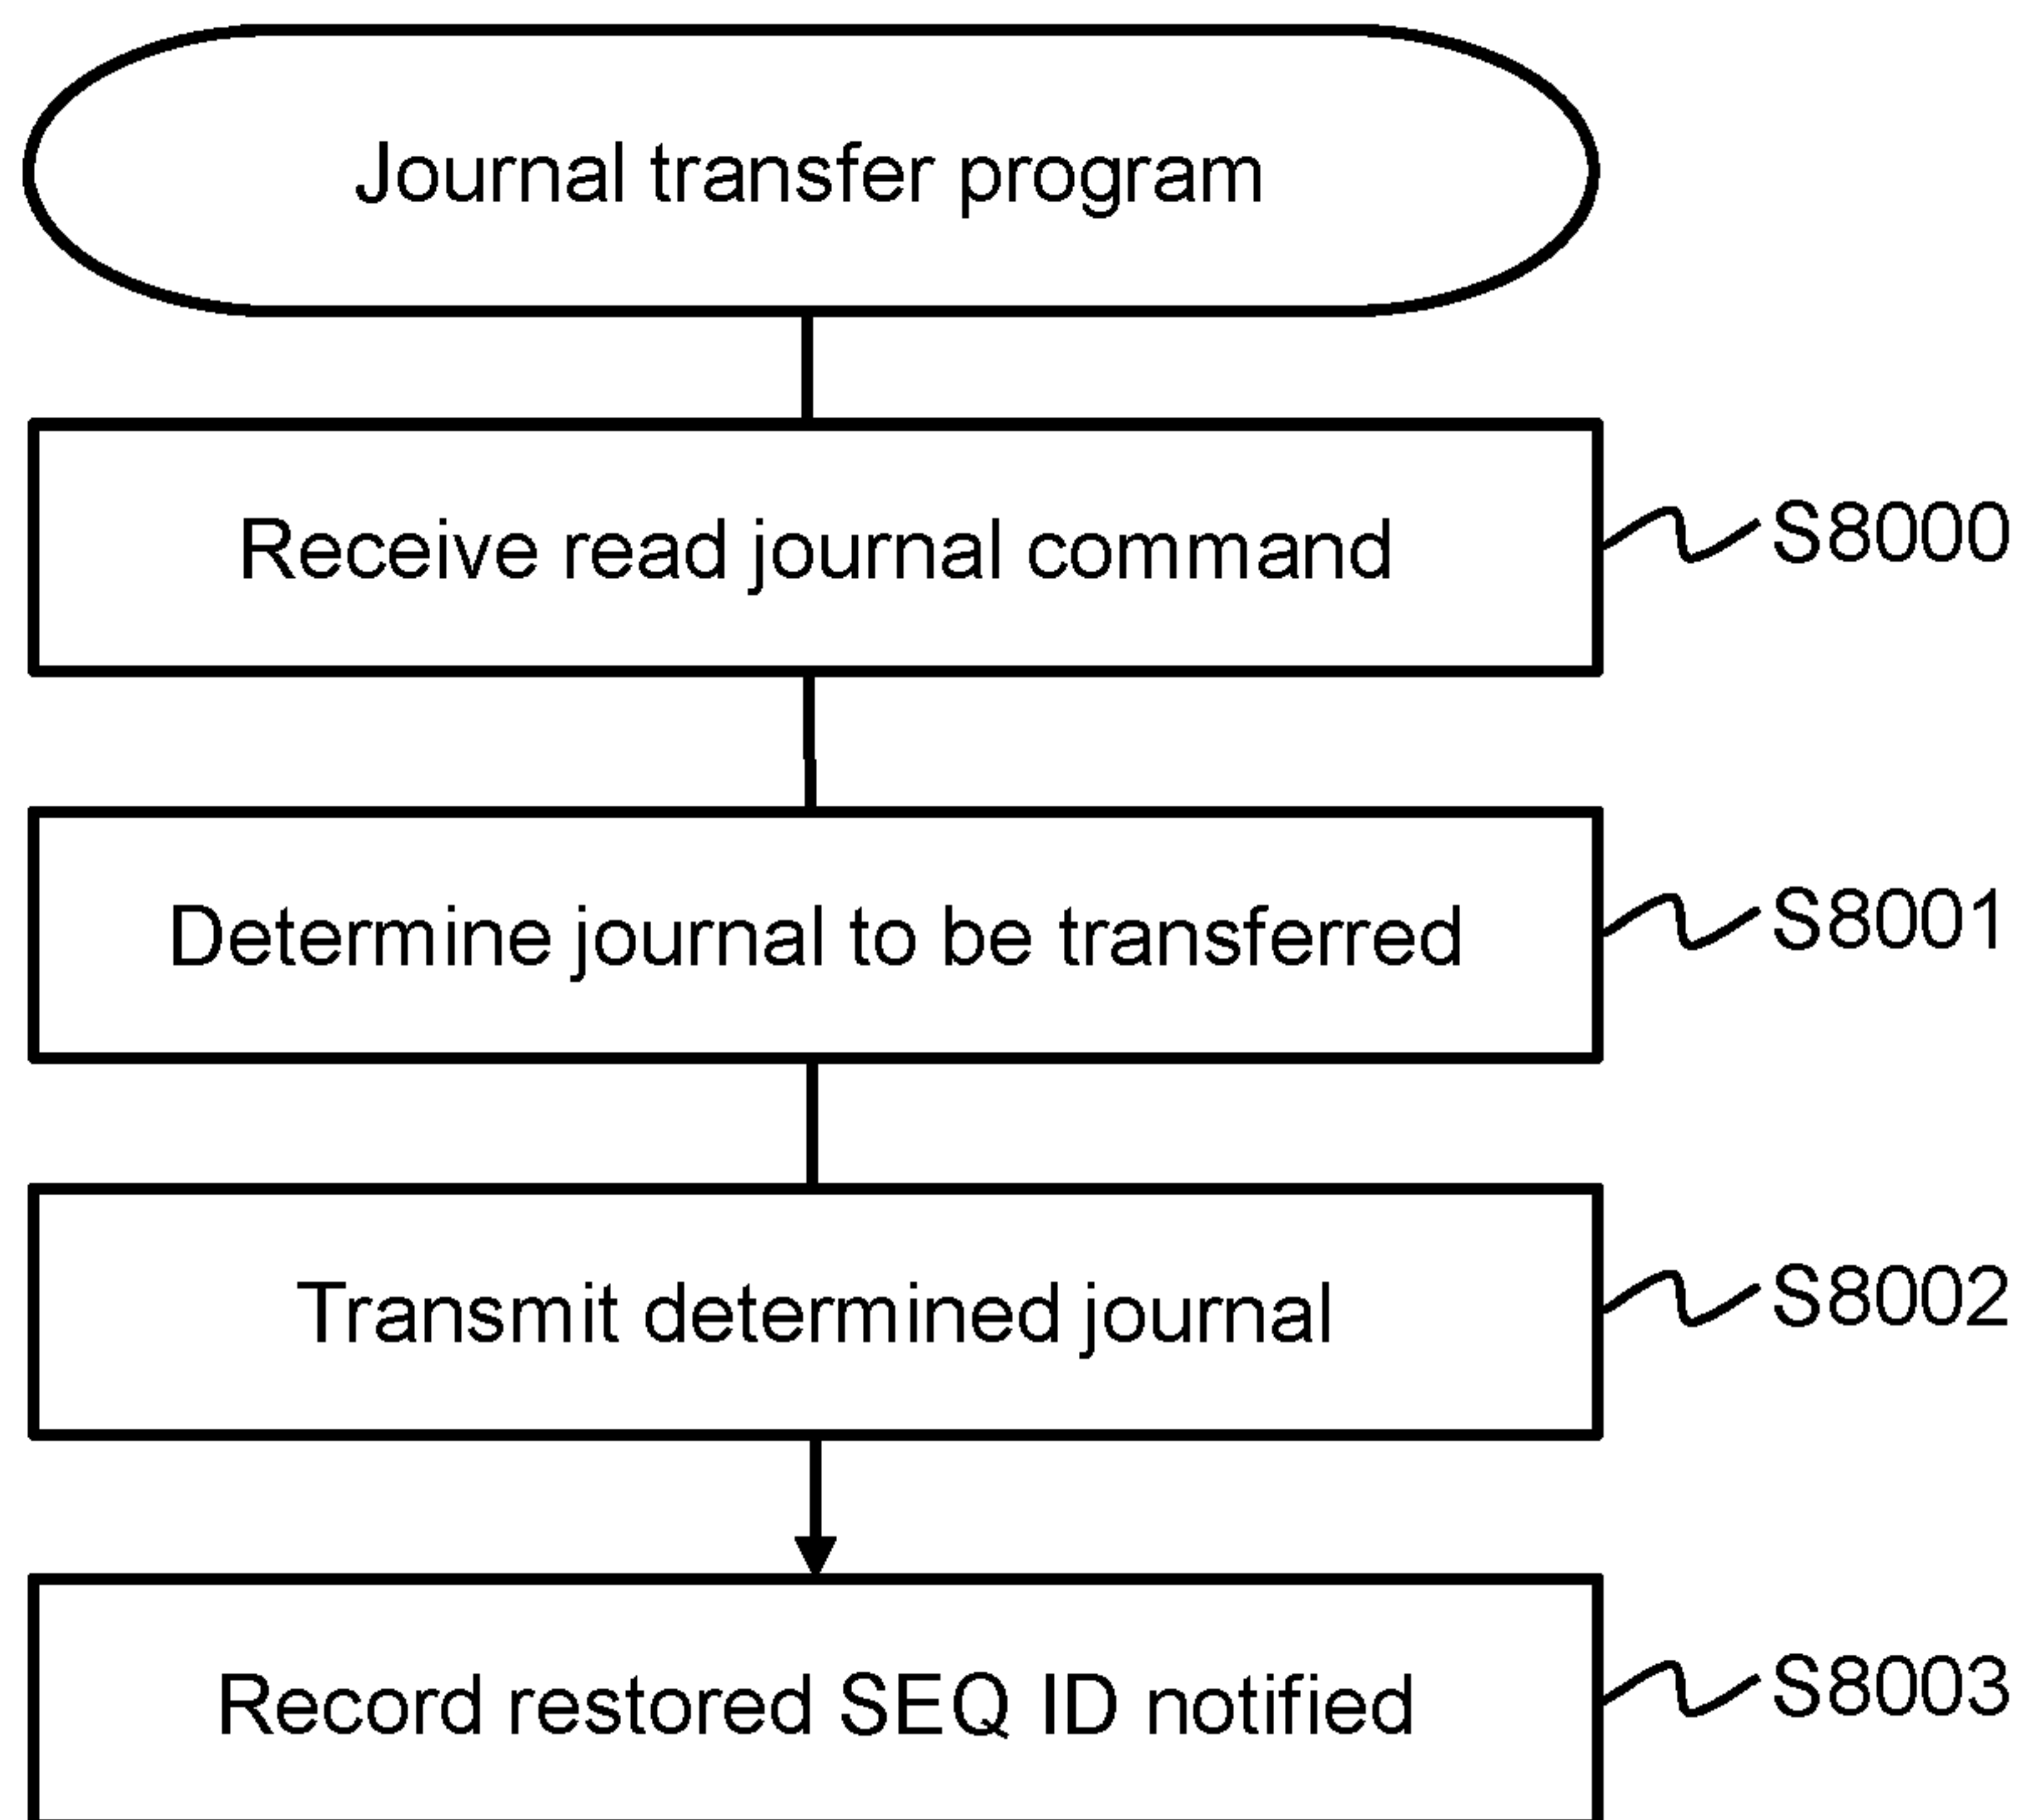 Journal transfer program
Receive read journal command
S8000
Determine journal to be transferred
S8001
Transmit determined journal
S8002
Record restored SEQ ID notified
S8003